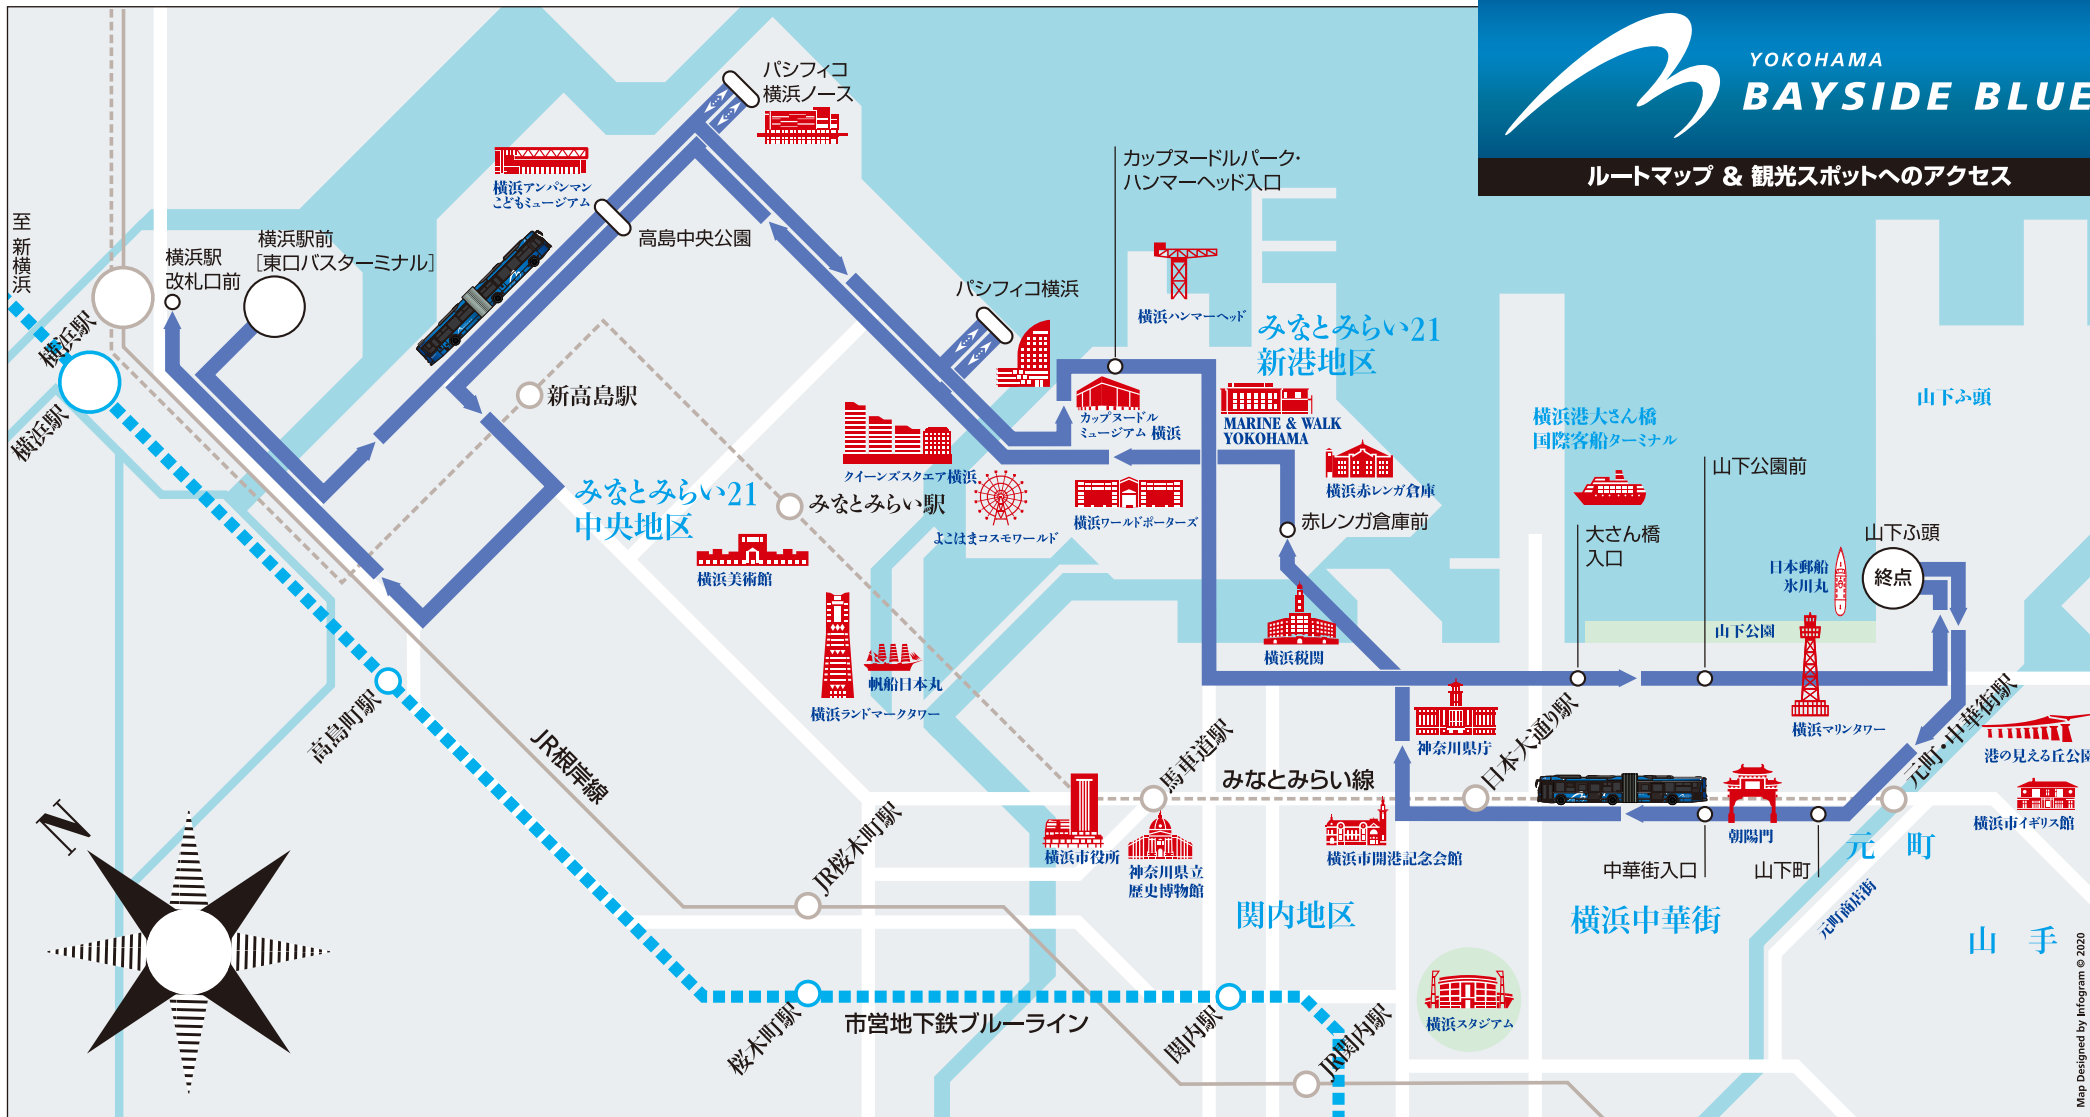 YOKOHAMA
BAYSIDE BLUE
ルートマップ & 観光スポットへのアクセス
パシフィコ
横浜ノース
横浜アンパンマン
こどもミュージアム
高島中央公園
カップヌードルパーク・
ハンマーヘッド入口
至 新横浜
横浜駅
改札口前
横浜駅前
[東口バスターミナル]
横浜駅
横浜駅
新高島駅
パシフィコ横浜
横浜ハンマーヘッド
みなとみらい21
新港地区
カップヌードル
ミュージアム 横浜
MARINE & WALK
YOKOHAMA
横浜赤レンガ倉庫
赤レンガ倉庫前
横浜港大さん橋
国際客船ターミナル
山下ふ頭
山下公園前
大さん橋
入口
山下ふ頭
終点
日本郵船
氷川丸
山下公園
みなとみらい21
中央地区
クイーンズスクエア横浜
みなとみらい駅
よこはまコスモワールド
横浜ワールドポーターズ
横浜美術館
帆船日本丸
横浜ランドマークタワー
横浜税関
神奈川県庁
横浜マリンタワー
元町・中華街駅
港の見える丘公園
横浜市イギリス館
高島町駅
JR根岸線
JR桜木町駅
馬車道駅
みなとみらい線
日本大通り駅
横浜市役所
神奈川県立
歴史博物館
横浜市開港記念会館
中華街入口
朝陽門
山下町
元 町
元町商店街
関内地区
横浜中華街
山 手
横浜スタジアム
桜木町駅
市営地下鉄ブルーライン
関内駅
JR関内駅
N
Map Designed by Infogram © 2020